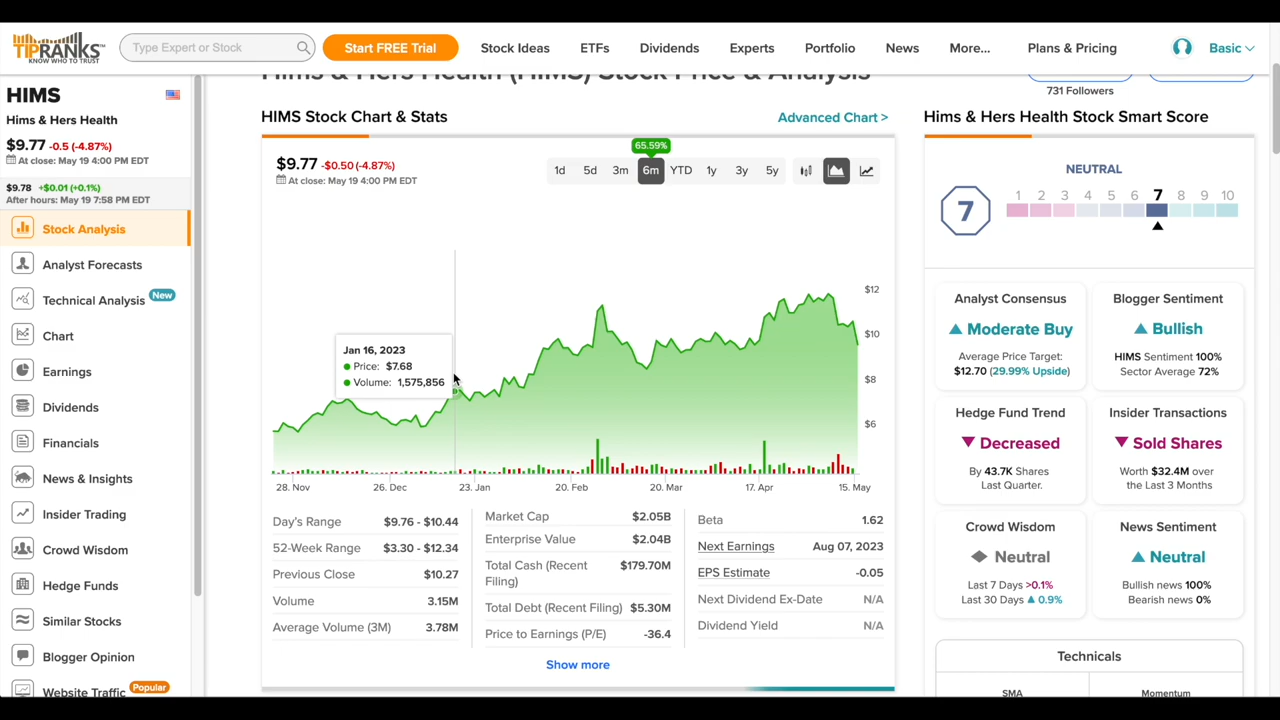 TIPRANKS
KNOW WHO TO TRUST
Type Expert or Stock
Start FREE Trial
Stock Ideas
ETFs
Dividends
Experts
Portfolio
News
More...
Plans & Pricing
Basic
HIMS
Hims & Hers Health
$9.77 -0.5 (-4.87%)
At close: May 19 4:00 PM EDT
$9.78 +$0.01 (+0.1%)
After hours: May 19 7:58 PM EDT
Stock Analysis
Analyst Forecasts
Technical Analysis New
Chart
Earnings
Dividends
Financials
News & Insights
Insider Trading
Crowd Wisdom
Hedge Funds
Similar Stocks
Blogger Opinion
Website Traffic Popular
Hims & Hers Health (HIMS) Stock Price & Analysis
731 Followers
HIMS Stock Chart & Stats
Advanced Chart >
$9.77 -$0.50 (-4.87%)
At close: May 19 4:00 PM EDT
65.59%
1d 5d 3m 6m YTD 1y 3y 5y
Jan 16, 2023
Price: $7.68
Volume: 1,575,856
$12
$10
$8
$6
28. Nov 26. Dec 23. Jan 20. Feb 20. Mar 17. Apr 15. May
Day's Range $9.76 - $10.44
52-Week Range $3.30 - $12.34
Previous Close $10.27
Volume 3.15M
Average Volume (3M) 3.78M
Market Cap $2.05B
Enterprise Value $2.04B
Total Cash (Recent
Filing) $179.70M
Total Debt (Recent Filing) $5.30M
Price to Earnings (P/E) -36.4
Beta 1.62
Next Earnings Aug 07, 2023
EPS Estimate -0.05
Next Dividend Ex-Date N/A
Dividend Yield N/A
Show more
Hims & Hers Health Stock Smart Score
NEUTRAL
7
1 2 3 4 5 6 7 8 9 10
Analyst Consensus
Moderate Buy
Average Price Target:
$12.70 (29.99% Upside)
Blogger Sentiment
Bullish
HIMS Sentiment 100%
Sector Average 72%
Hedge Fund Trend
Decreased
By 43.7K Shares
Last Quarter.
Insider Transactions
Sold Shares
Worth $32.4M over
the Last 3 Months
Crowd Wisdom
Neutral
Last 7 Days >0.1%
Last 30 Days 0.9%
News Sentiment
Neutral
Bullish news 100%
Bearish news 0%
Technicals
SMA
Momentum